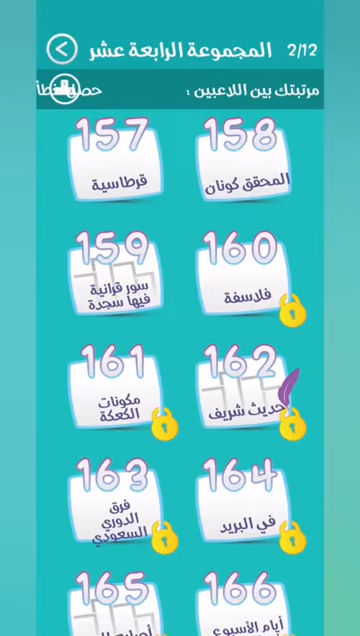 المجموعة الرابعة عشر 2/12
مرتبتك بين اللاعبين :
158 157
المحقق كونان
قرطاسية
160 159
فلاسفة
سور قرانية
فيها سجدة
162 161
حديث شريف
مكونات
الكعكة
164 163
في البريد
فرق
الدوري
السعودي
166 165
أيام الأسبوع